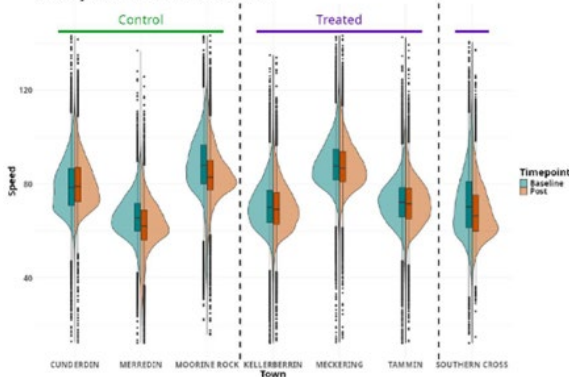 Control
Treated
120
80
40
Speed
Timepoint
Baseline
Post
CUNDERDIN MERREDIN MOORINE ROCK KELLERBERRIN MECKERING TAMMIN SOUTHERN CROSS
Town